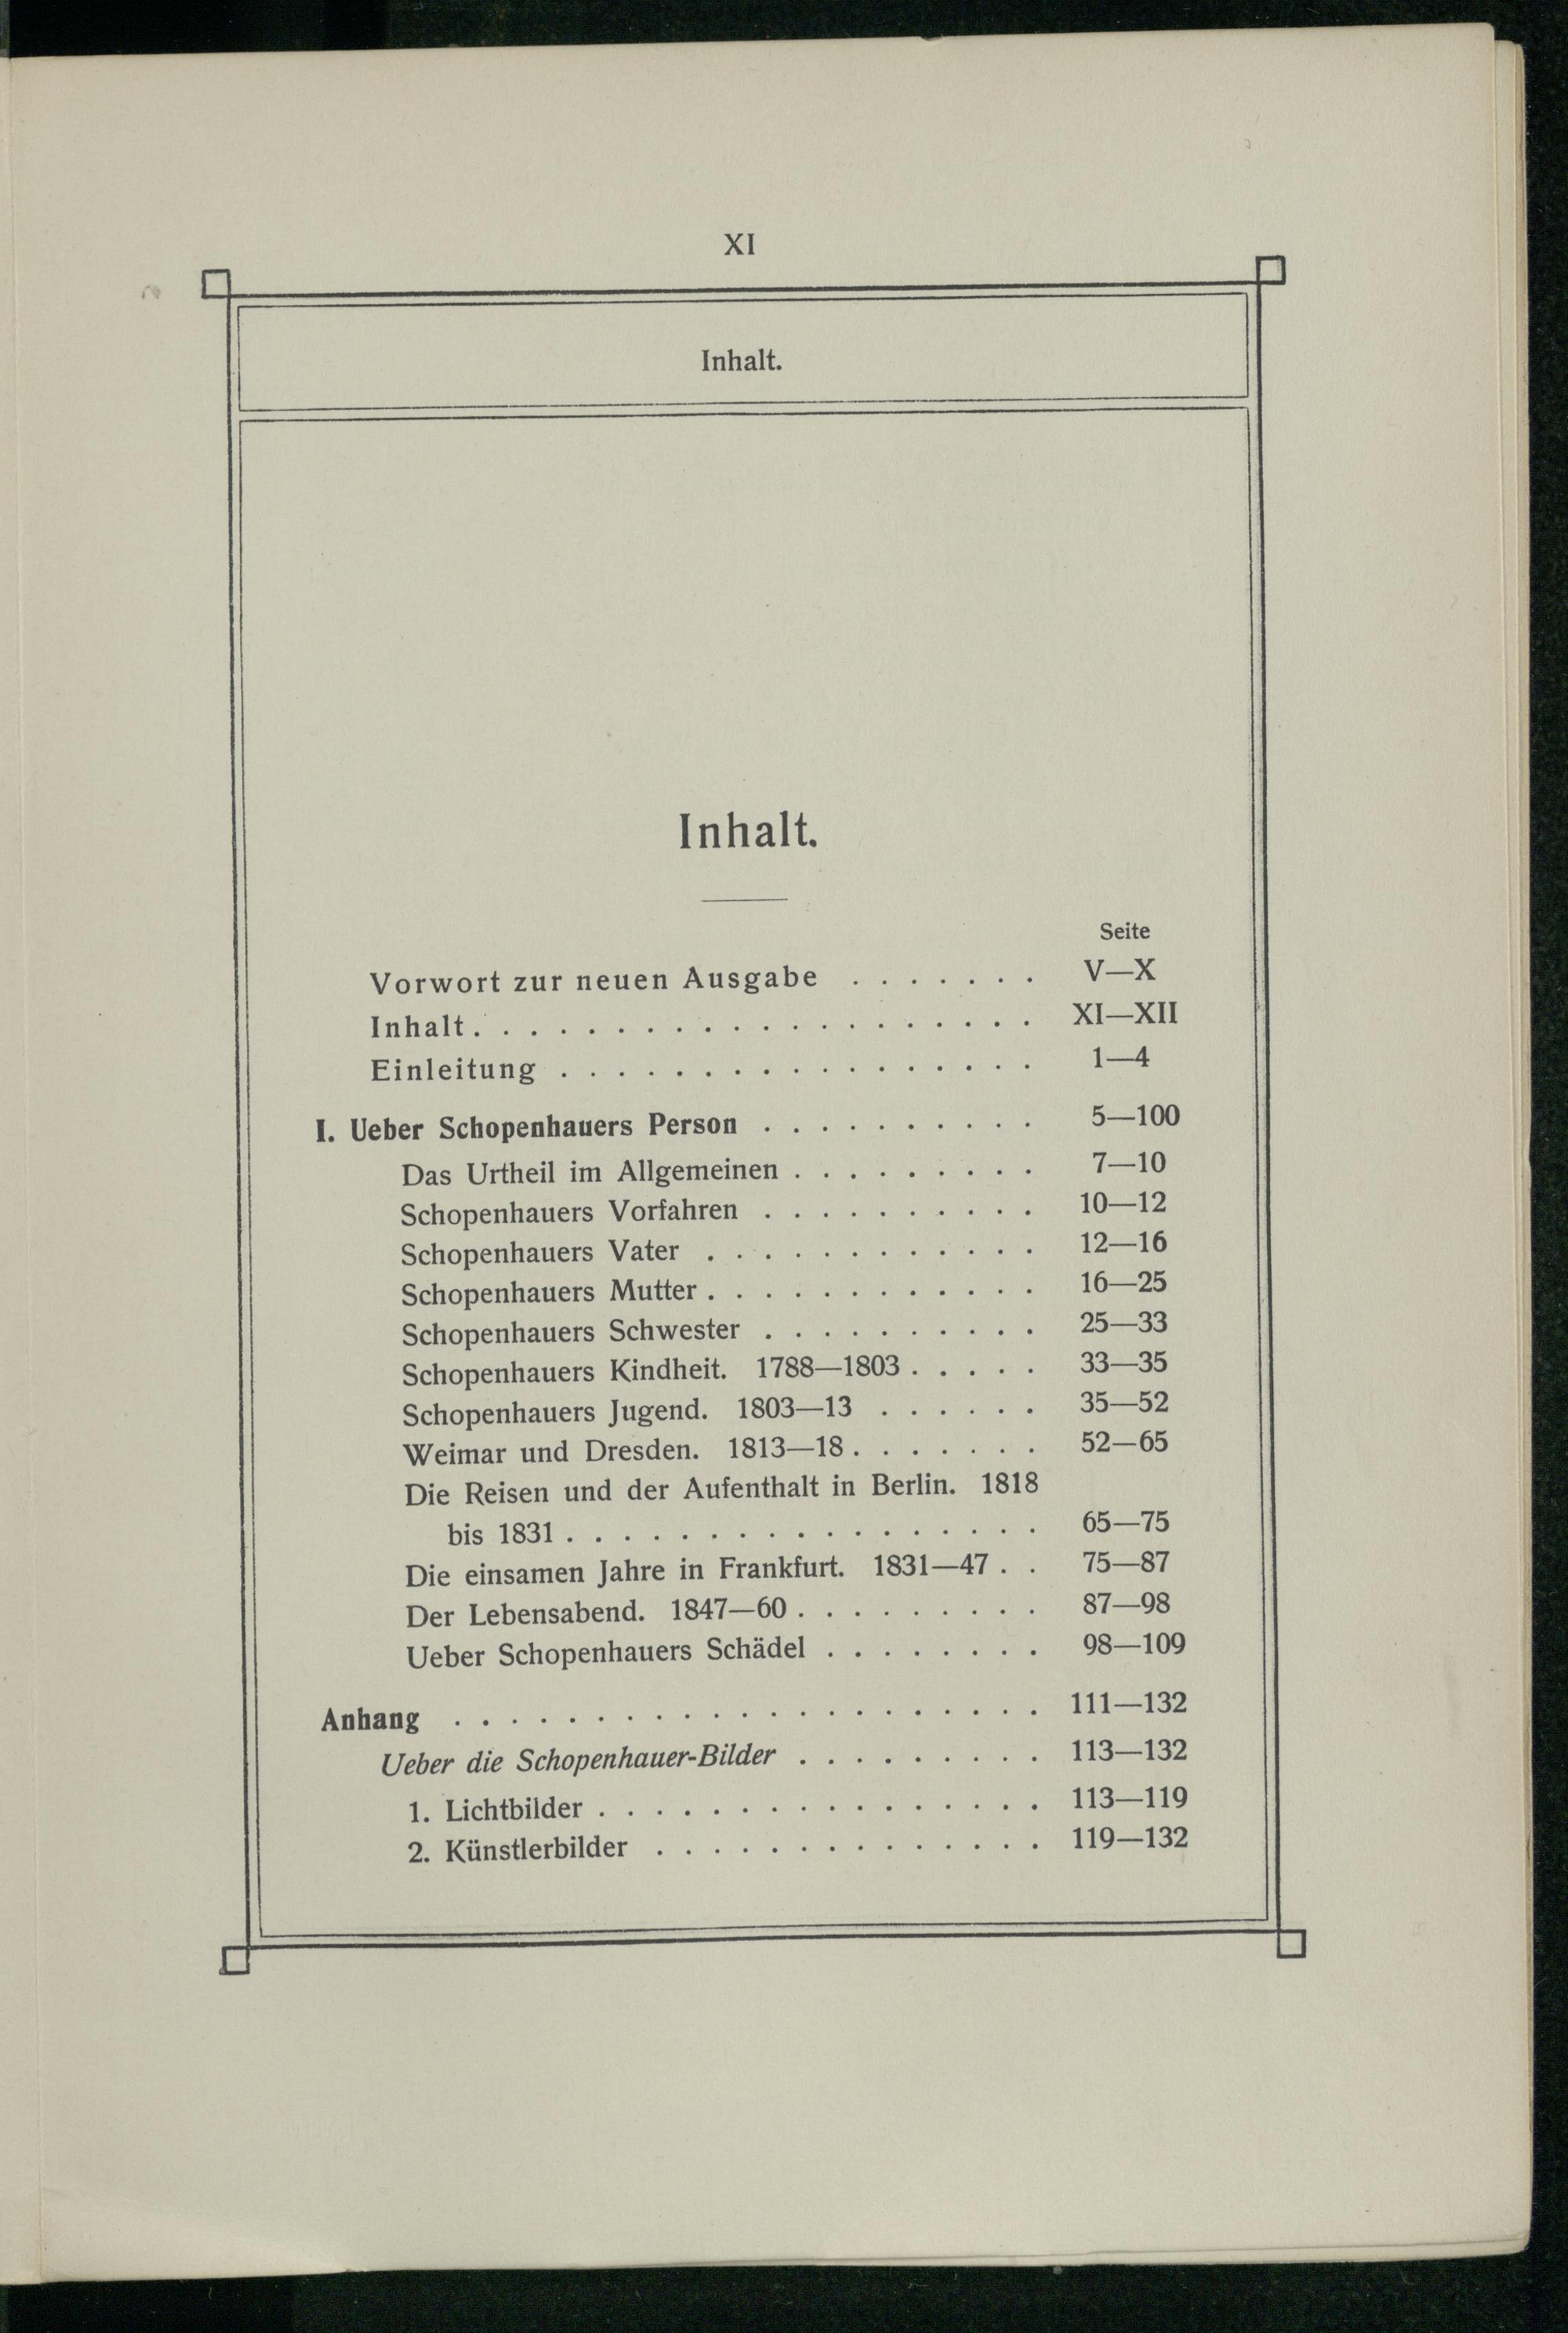 XI
Inhalt.
Inhalt.
Seite
Vorwort zur neuen Ausgabe . . . . . . . V—X
Inhalt. . . . . . . . . . . . . . . . . . . . XI—XII
Einleitung . . . . . . . . . . . . . . . . . 1—4
I. Ueber Schopenhauers Person . . . . . . . . . . 5—100
Das Urtheil im Allgemeinen . . . . . . . . . 7—10
Schopenhauers Vorfahren . . . . . . . . . . 10—12
Schopenhauers Vater . . . . . . . . . . . . 12—16
Schopenhauers Mutter . . . . . . . . . . . . 16—25
Schopenhauers Schwester . . . . . . . . . . 25—33
Schopenhauers Kindheit. 1788—1803 . . . . . 33—35
Schopenhauers Jugend. 1803—13 . . . . . . 35—52
Weimar und Dresden. 1813—18 . . . . . . . 52—65
Die Reisen und der Aufenthalt in Berlin. 1818
bis 1831 . . . . . . . . . . . . . . . . . 65—75
Die einsamen Jahre in Frankfurt. 1831—47 . . 75—87
Der Lebensabend. 1847—60 . . . . . . . . . 87—98
Ueber Schopenhauers Schädel . . . . . . . . 98—109
Anhang . . . . . . . . . . . . . . . . . . . . . 111—132
Ueber die Schopenhauer-Bilder . . . . . . . . . 113—132
1. Lichtbilder . . . . . . . . . . . . . . . . 113—119
2. Künstlerbilder . . . . . . . . . . . . . . 119—132